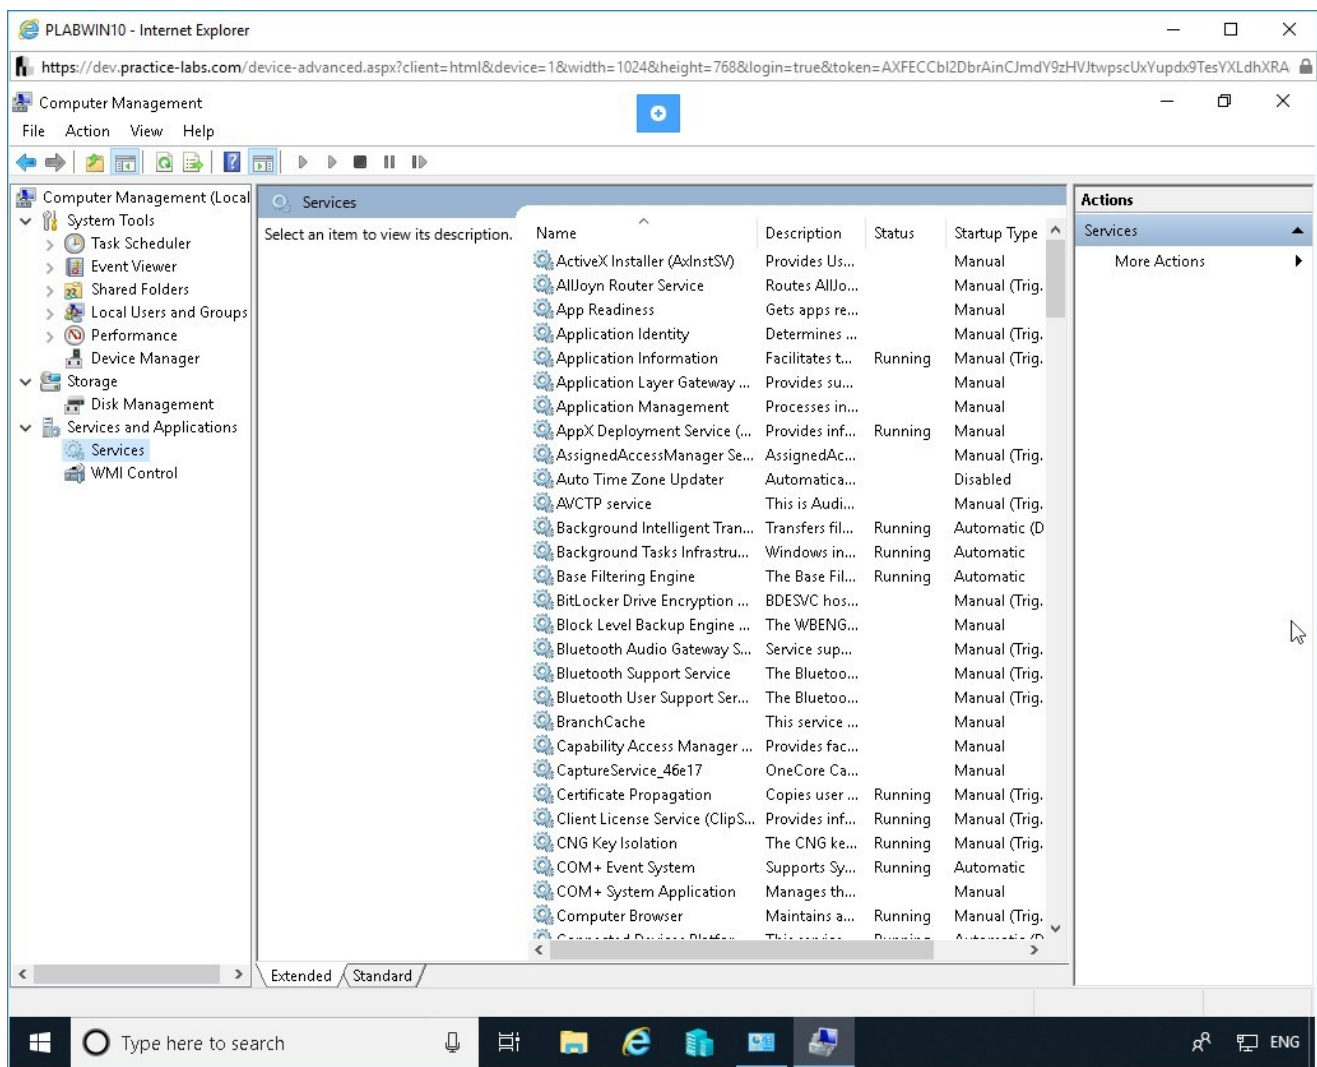 PLABWIN10 - Internet Explorer
https://dev.practice-labs.com/device-advanced.aspx?client=html&device=1&width=1024&height=768&login=true&token=AXFECCbI2DbrAinCJmdY9zHVJtwpscUxYupdx9TesYXLdhXRA
Computer Management
File Action View Help
Computer Management (Local
System Tools
Task Scheduler
Event Viewer
Shared Folders
Local Users and Groups
Performance
Device Manager
Storage
Disk Management
Services and Applications
Services
WMI Control
Services
Select an item to view its description.
Name Description Status Startup Type
ActiveX Installer (AxInstSV) Provides Us... Manual
AllJoyn Router Service Routes AllJo... Manual (Trig.
App Readiness Gets apps re... Manual
Application Identity Determines ... Manual (Trig.
Application Information Facilitates t... Running Manual (Trig.
Application Layer Gateway ... Provides su... Manual
Application Management Processes in... Manual
AppX Deployment Service (... Provides inf... Running Manual
AssignedAccessManager Se... AssignedAc... Manual (Trig.
Auto Time Zone Updater Automatica... Disabled
AVCTP service This is Audi... Manual (Trig.
Background Intelligent Tran... Transfers fil... Running Automatic (D
Background Tasks Infrastru... Windows in... Running Automatic
Base Filtering Engine The Base Fil... Running Automatic
BitLocker Drive Encryption ... BDESVC hos... Manual (Trig.
Block Level Backup Engine ... The WBENG... Manual
Bluetooth Audio Gateway S... Service sup... Manual (Trig.
Bluetooth Support Service The Bluetoo... Manual (Trig.
Bluetooth User Support Ser... The Bluetoo... Manual (Trig.
BranchCache This service ... Manual
Capability Access Manager ... Provides fac... Manual
CaptureService_46e17 OneCore Ca... Manual
Certificate Propagation Copies user ... Running Manual (Trig.
Client License Service (ClipS... Provides inf... Running Manual (Trig.
CNG Key Isolation The CNG ke... Running Manual (Trig.
COM+ Event System Supports Sy... Running Automatic
COM+ System Application Manages th... Manual
Computer Browser Maintains a... Running Manual (Trig.
Extended Standard
Actions
Services
More Actions
Type here to search
ENG